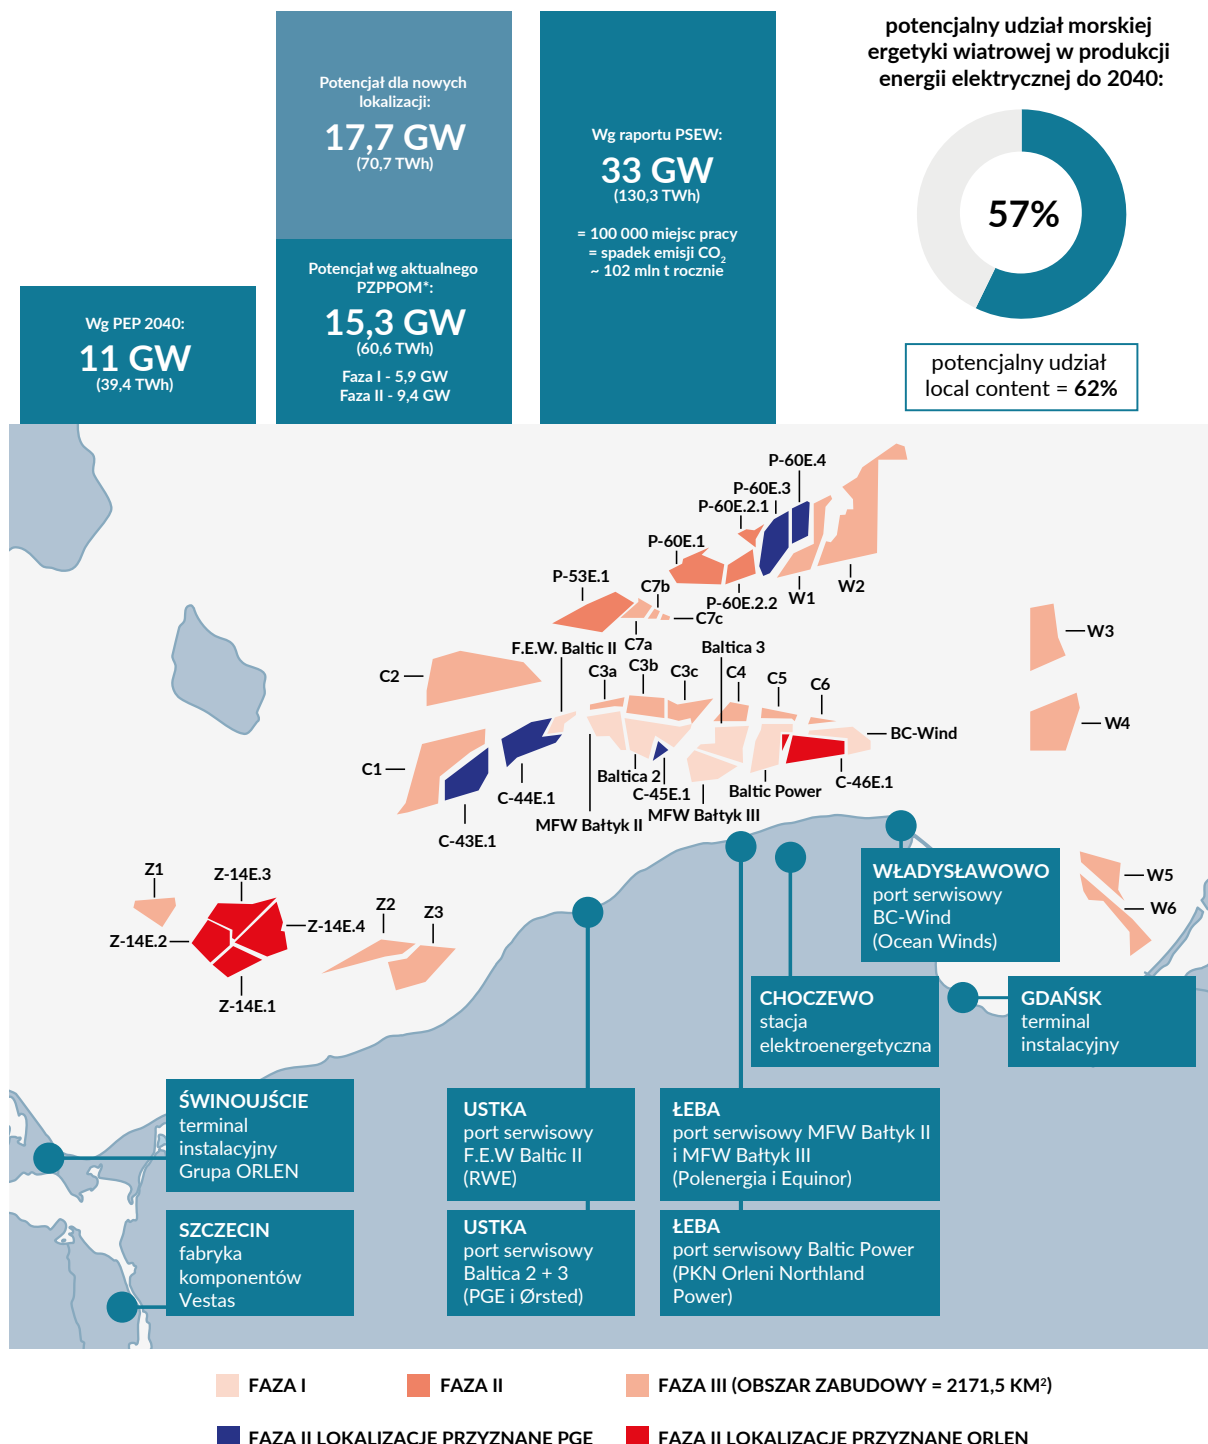 Potencjał dla nowych
lokalizacji:
17,7 GW
(70,7 TWh)
Wg raportu PSEW:
33 GW
(130,3 TWh)
= 100 000 miejsc pracy
= spadek emisji CO2
~ 102 mln t rocznie
potencjalny udział morskiej
ergetyki wiatrowej w produkcji
energii elektrycznej do 2040:
57%
Potencjał wg aktualnego
PZPPOM*:
15,3 GW
(60,6 TWh)
Faza I - 5,9 GW
Faza II - 9,4 GW
Wg PEP 2040:
11 GW
(39,4 TWh)
potencjalny udział
local content = 62%
P-60E.4
P-60E.3
P-60E.2.1
P-60E.1
P-53E.1
C7b
P-60E.2.2
W1
W2
C7c
W3
F.E.W. Baltic II
C7a
Baltica 3
C2
C3a
C3b
C3c
C4
C5
C6
W4
BC-Wind
C1
Baltica 2
C-44E.1
C-45E.1
Baltic Power
C-46E.1
MFW Bałtyk II
MFW Bałtyk III
C-43E.1
Z1
Z-14E.3
Z2
Z3
Z-14E.4
Z-14E.2
Z-14E.1
W5
W6
WŁADYSŁAWOWO
port serwisowy
BC-Wind
(Ocean Winds)
CHOCZEWO
stacja
elektroenergetyczna
GDAŃSK
terminal
instalacyjny
ŚWINOUJŚCIE
terminal
instalacyjny
Grupa ORLEN
USTKA
port serwisowy
F.E.W Baltic II
(RWE)
ŁEBA
port serwisowy MFW Bałtyk II
i MFW Bałtyk III
(Polenergia i Equinor)
SZCZECIN
fabryka
komponentów
Vestas
USTKA
port serwisowy
Baltica 2 + 3
(PGE i Ørsted)
ŁEBA
port serwisowy Baltic Power
(PKN Orleni Northland
Power)
FAZA I
FAZA II
FAZA III (OBSZAR ZABUDOWY = 2171,5 KM²)
FAZA II LOKALIZACJE PRZYZNANE PGE
FAZA II LOKALIZACJE PRZYZNANE ORLEN